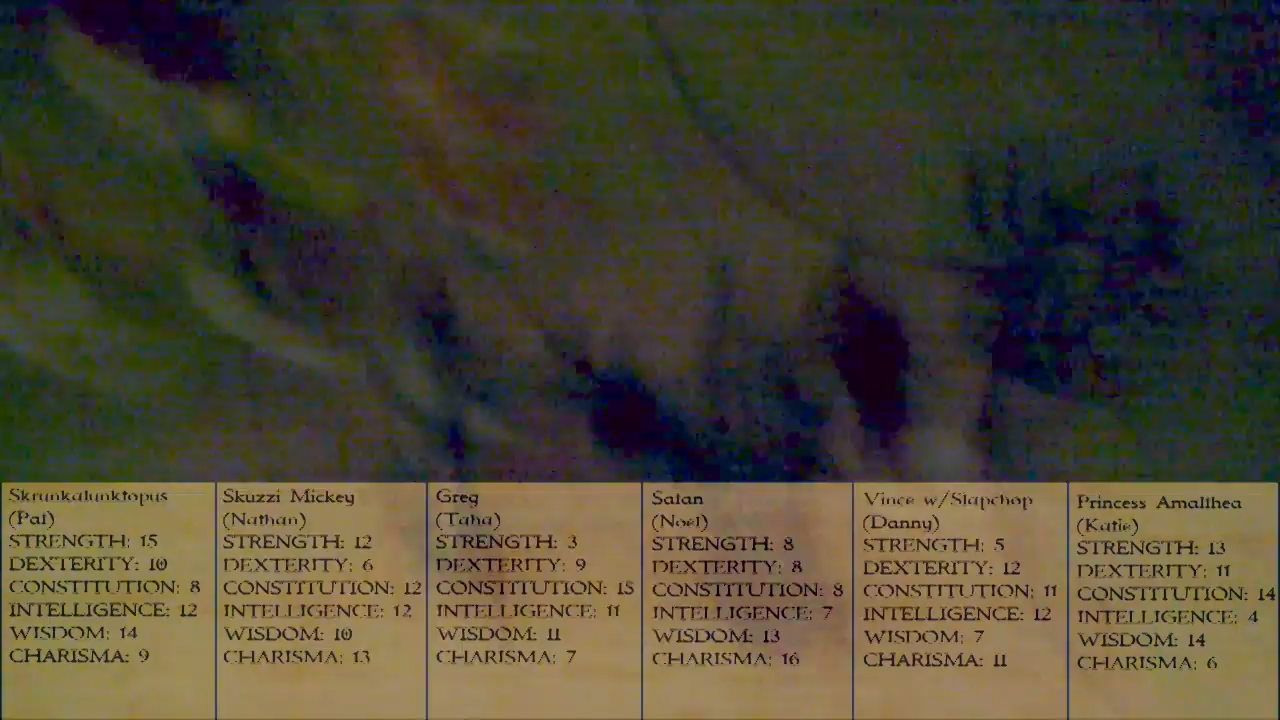 Skrunkalunktopus
(Pat)
STRENGTH: 15
DEXTERITY: 10
CONSTITUTION: 8
INTELLIGENCE: 12
WISDOM: 14
CHARISMA: 9
Skuzzi Mickey
(Nathan)
STRENGTH: 12
DEXTERITY: 6
CONSTITUTION: 12
INTELLIGENCE: 12
WISDOM: 10
CHARISMA: 13
Greg
(Taha)
STRENGTH: 3
DEXTERITY: 9
CONSTITUTION: 15
INTELLIGENCE: 11
WISDOM: 11
CHARISMA: 7
Satan
(Noel)
STRENGTH: 8
DEXTERITY: 8
CONSTITUTION: 8
INTELLIGENCE: 7
WISDOM: 13
CHARISMA: 16
Vince w/Slapchop
(Danny)
STRENGTH: 5
DEXTERITY: 12
CONSTITUTION: 11
INTELLIGENCE: 12
WISDOM: 7
CHARISMA: 11
Princess Amalthea
(Katie)
STRENGTH: 13
DEXTERITY: 11
CONSTITUTION: 14
INTELLIGENCE: 4
WISDOM: 14
CHARISMA: 6